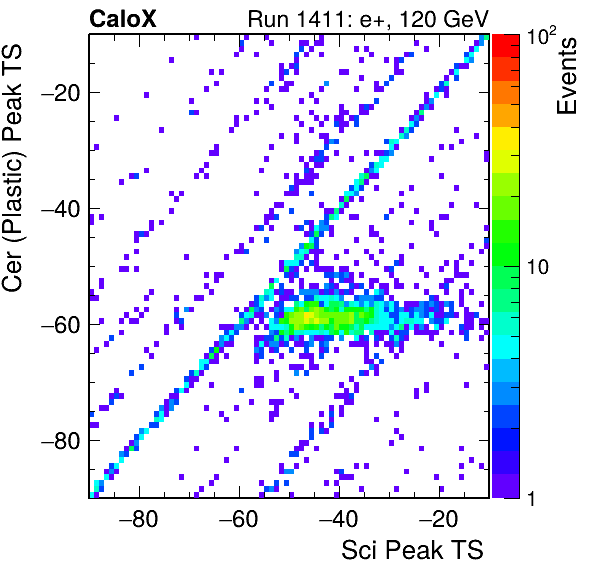 CaloX Run 1411: e+, 120 GeV
Cer (Plastic) Peak TS
−20
−40
−60
−80
−80 −60 −40 −20
Sci Peak TS
10²
10
1
Events